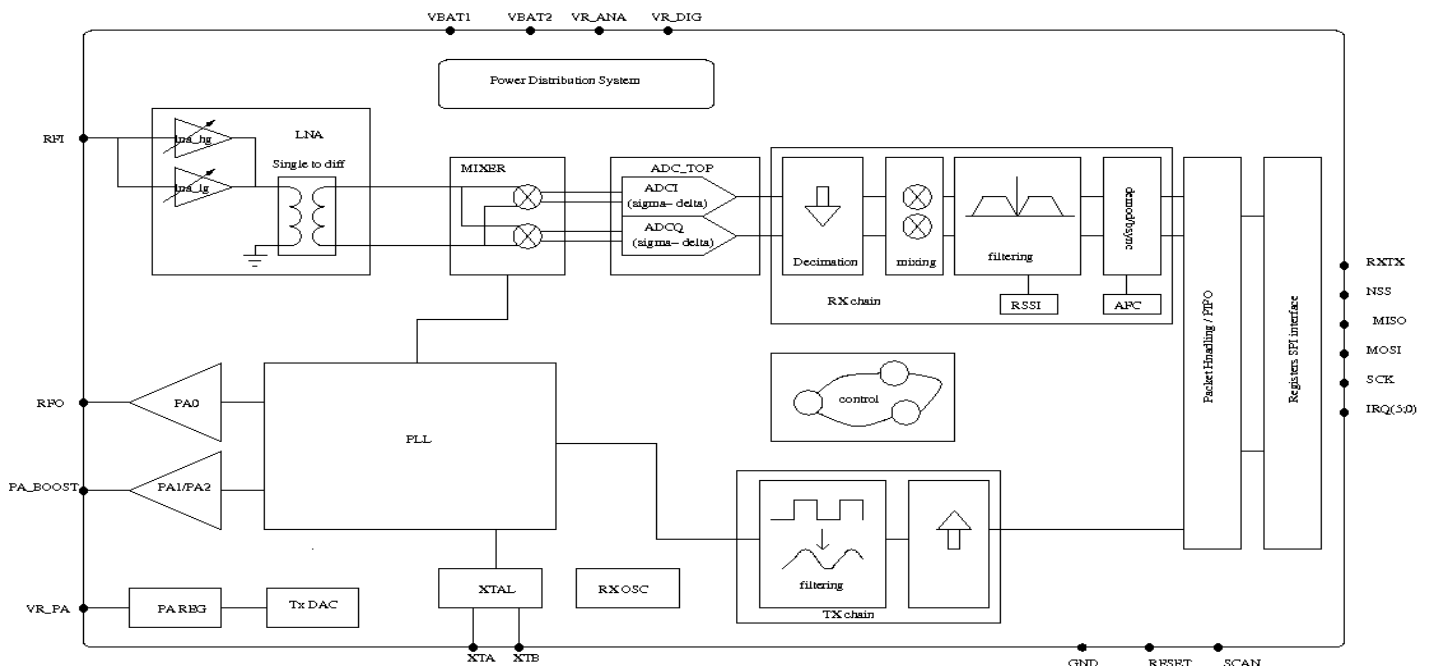 VBAT1 VBAT2 VR_ANA VR_DIG
Power Distribution System
RFI
lna_hg
LNA
Single to diff
lna_lg
MIXER
ADC_TOP
ADCI
(sigma- delta)
ADCQ
(sigma- delta)
Decimation
mixing
filtering
demod/bsync
RX chain
RSSI
AFC
Packet Hnadling / FIFO
Registers SPI interface
RXTX
NSS
MISO
MOSI
SCK
IRQ(5;0)
RFO
PA0
PLL
control
PA_BOOST
PA1/PA2
filtering
TX chain
XTAL
RX OSC
VR_PA
PA REG
Tx DAC
XTA XTB
GND RESET SCAN